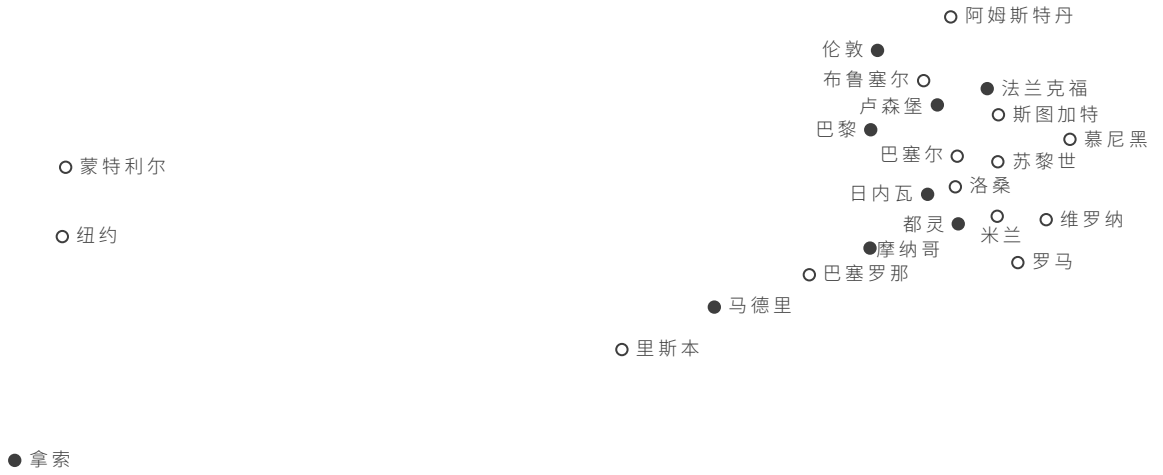 阿姆斯特丹
伦敦
布鲁塞尔
法兰克福
卢森堡
斯图加特
巴黎
慕尼黑
巴塞尔
苏黎世
蒙特利尔
洛桑
日内瓦
维罗纳
都灵
米兰
纽约
摩纳哥
罗马
巴塞罗那
马德里
里斯本
拿索